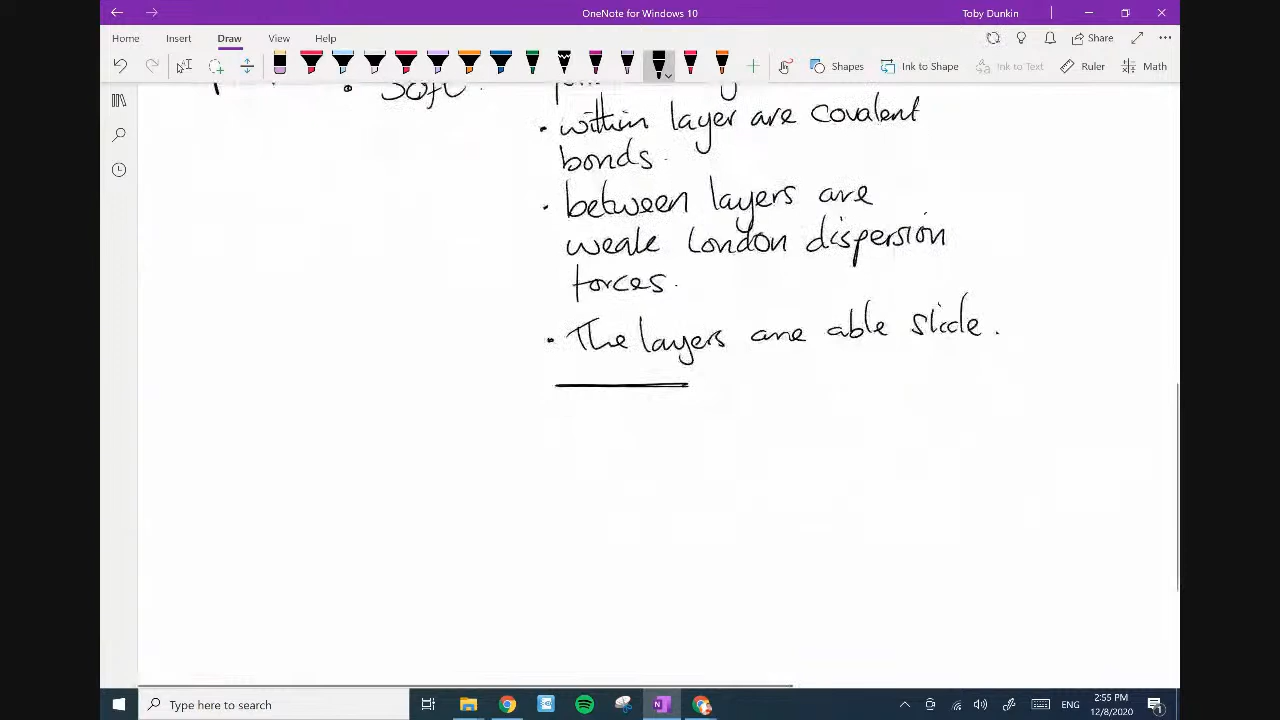 OneNote for Windows 10
Toby Dunkin
Home Insert Draw View Help
Share
Shapes Ink to Shape Ink to Text Ruler Math
• Soft.
• within layer are covalent
bonds.
• between layers are
weak London dispersion
forces.
• The layers are able slide.
Type here to search
ENG
2:55 PM
12/8/2020
1